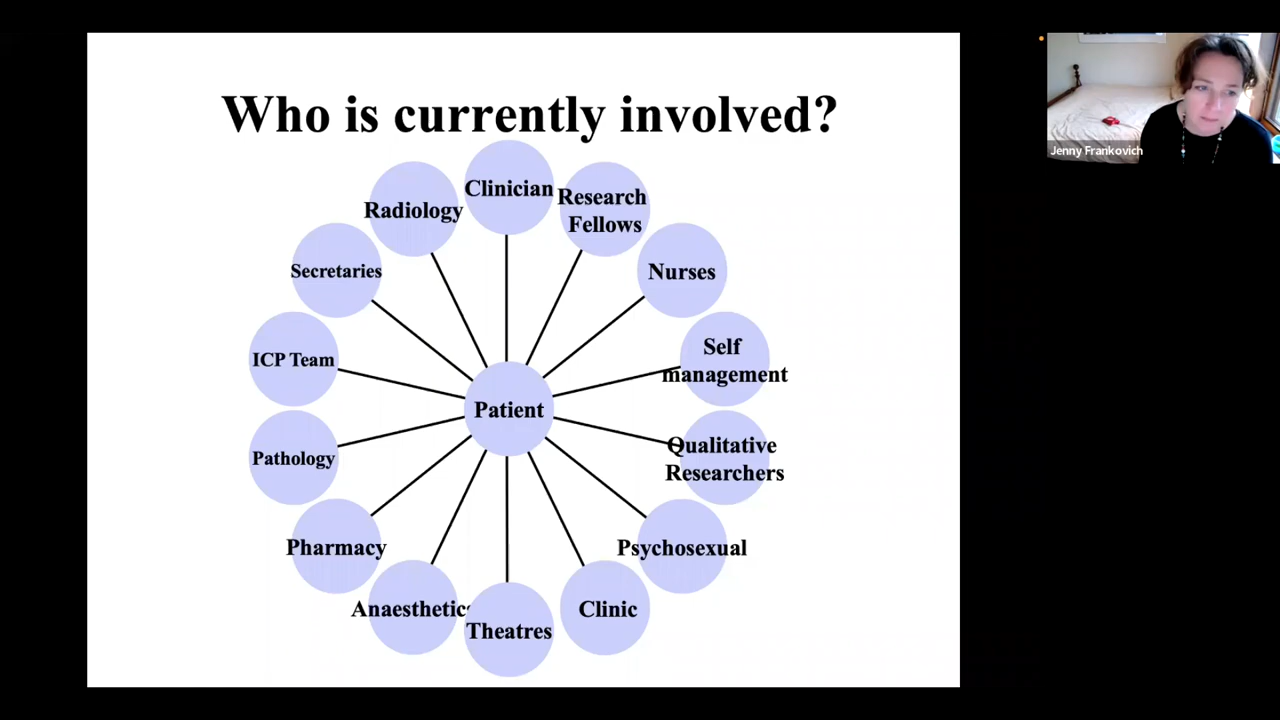 Who is currently involved?
Clinician
Research
Fellows
Nurses
Self
management
Qualitative
Researchers
Psychosexual
Clinic
Theatres
Anaesthetics
Pharmacy
Pathology
ICP Team
Secretaries
Radiology
Patient
Jenny Frankovich